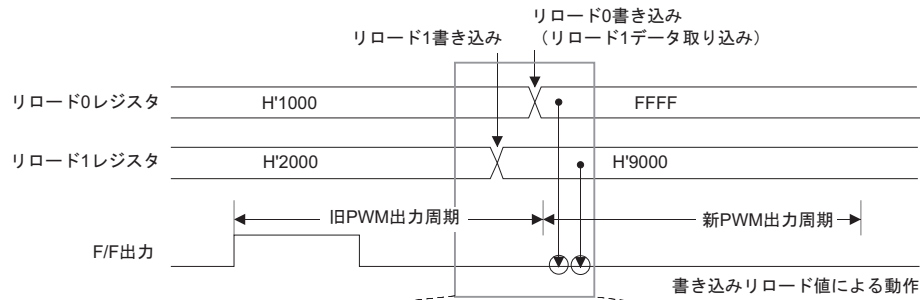 リロード0書き込み
リロード1書き込み (リロード1データ取り込み)
リロード0レジスタ H'1000 FFFF
リロード1レジスタ H'2000 H'9000
旧PWM出力周期 新PWM出力周期
F/F出力
書き込みリロード値による動作